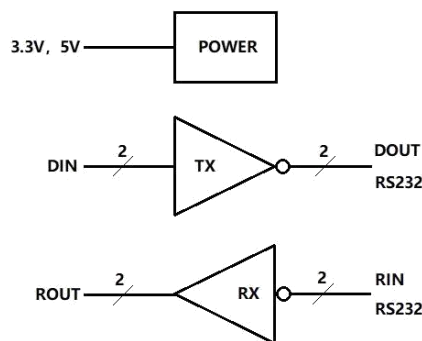 3.3V, 5V
POWER
DIN
2
TX
2
DOUT
RS232
ROUT
2
RX
2
RIN
RS232